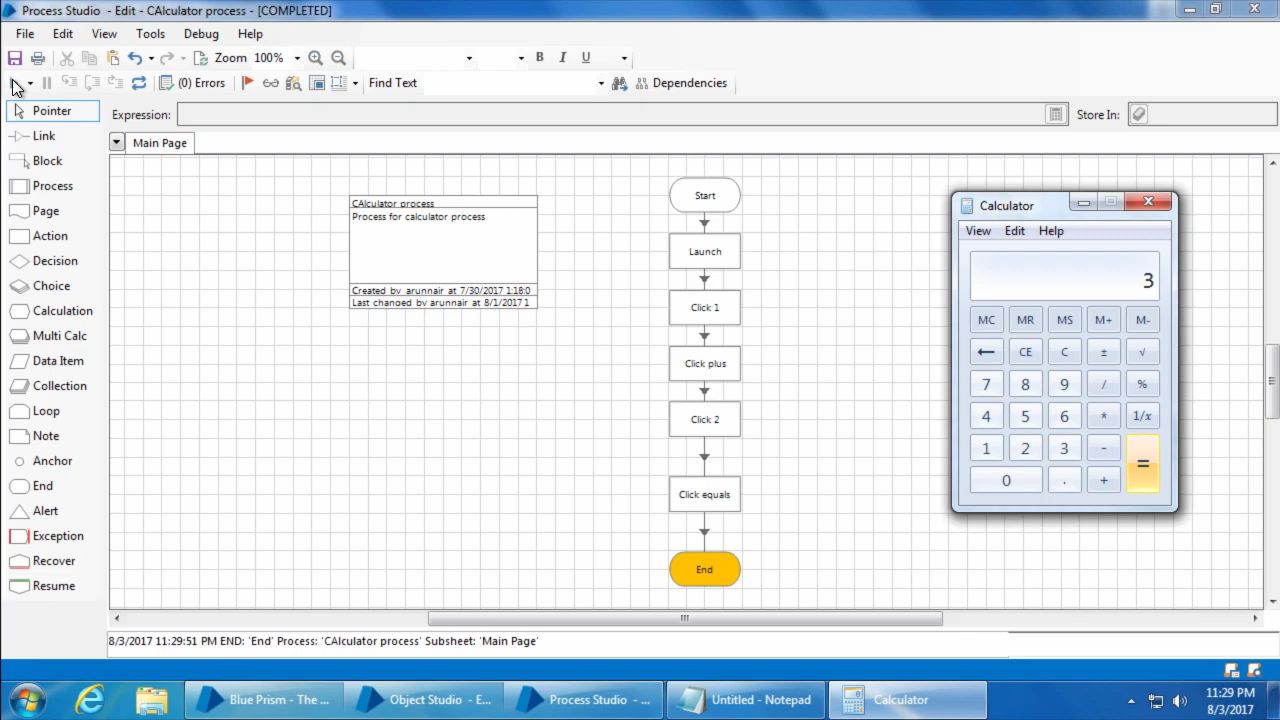 Process Studio - Edit - CAlculator process - [COMPLETED]
File Edit View Tools Debug Help
Zoom 100% B I U
(0) Errors Find Text Dependencies
Pointer
Link
Block
Process
Page
Action
Decision
Choice
Calculation
Multi Calc
Data Item
Collection
Loop
Note
Anchor
End
Alert
Exception
Recover
Resume
Expression: Store In:
Main Page
CAlculator process
Process for calculator process
Created by arunnair at 7/30/2017 1:18:0
Last changed by arunnair at 8/1/2017 1
Start
Launch
Click 1
Click plus
Click 2
Click equals
End
Calculator
View Edit Help
3
MC MR MS M+ M-
← CE C ± √
7 8 9 / %
4 5 6 * 1/x
1 2 3 - =
0 . +
8/3/2017 11:29:51 PM END: 'End' Process: 'CAlculator process' Subsheet: 'Main Page'
Blue Prism - The ...
Object Studio - E...
Process Studio - ...
Untitled - Notepad
Calculator
11:29 PM
8/3/2017